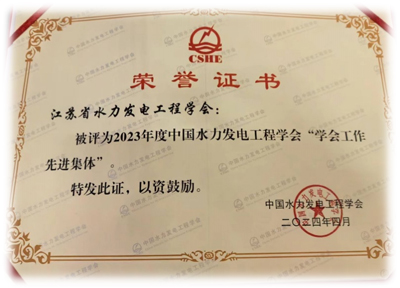 CSHE
荣誉证书
江苏省水力发电工程学会：
被评为2023年度中国水力发电工程学会“学会工作
先进集体”。
特发此证，以资鼓励。
中国水力发电工程学会
二〇二四年四月